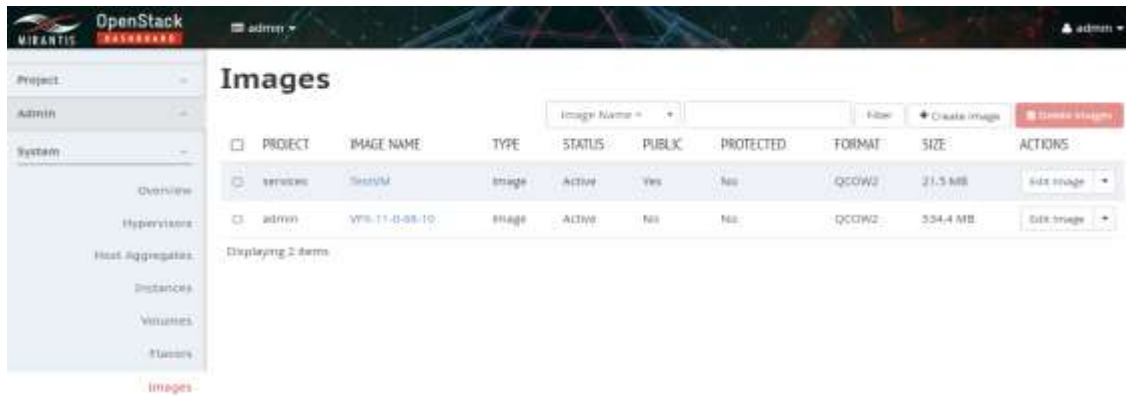 MIRANTIS
OpenStack
DASHBOARD
admin
admin
Project
Admin
System
Overview
Hypervisors
Host Aggregates
Instances
Volumes
Flavors
Images
Images
Image Name = Filter + Create Image Delete Images
PROJECT IMAGE NAME TYPE STATUS PUBLIC PROTECTED FORMAT SIZE ACTIONS
services TestVM Image Active Yes No QCOW2 21.5 MB Edit Image
admin Image Active No No QCOW2 534.4 MB Edit Image
Displaying 2 items